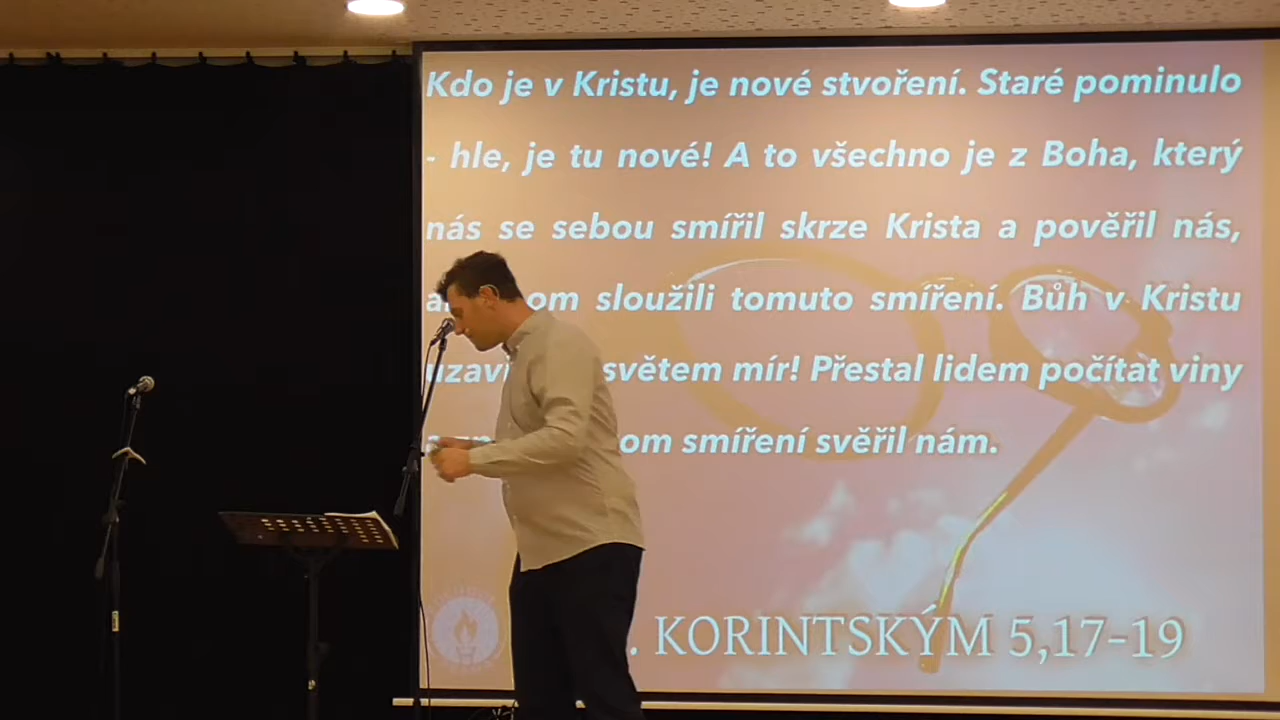 Kdo je v Kristu, je nové stvoření. Staré pominulo
- hle, je tu nové! A to všechno je z Boha, který
nás se sebou smířil skrze Krista a pověřil nás,
sloužili tomuto smíření. Bůh v Kristu
světem mír! Přestal lidem počítat viny
smíření svěřil nám.
. KORINTSKÝM 5,17-19